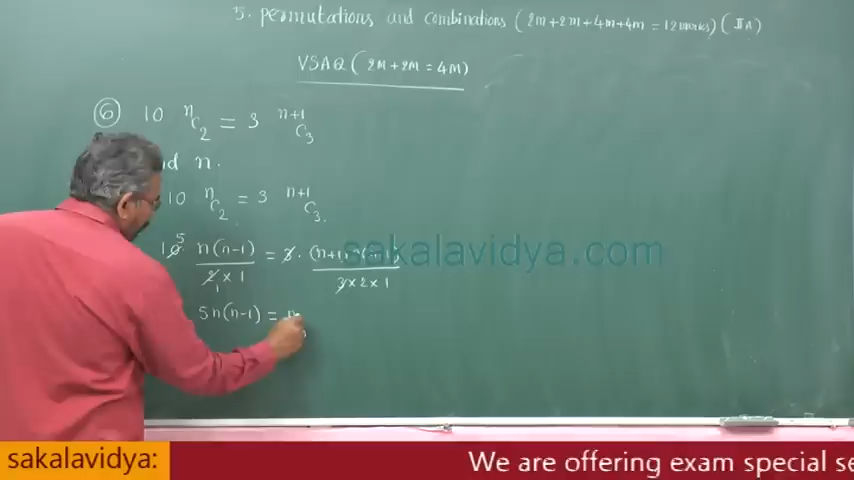 5. permutations and combinations (2m+2m+4m+4m = 12 marks) (II A)
VSAQ (2M+2M = 4M)
⑥ 10 ⁿC₂ = 3 ⁿ⁺¹C₃
n.
10 ⁿC₂ = 3 ⁿ⁺¹C₃.
10 5 n(n-1) / 2 1 × 1 = 3 · / 3×2×1
sakalavidya.com
5n(n-1) =
sakalavidya: We are offering exam special